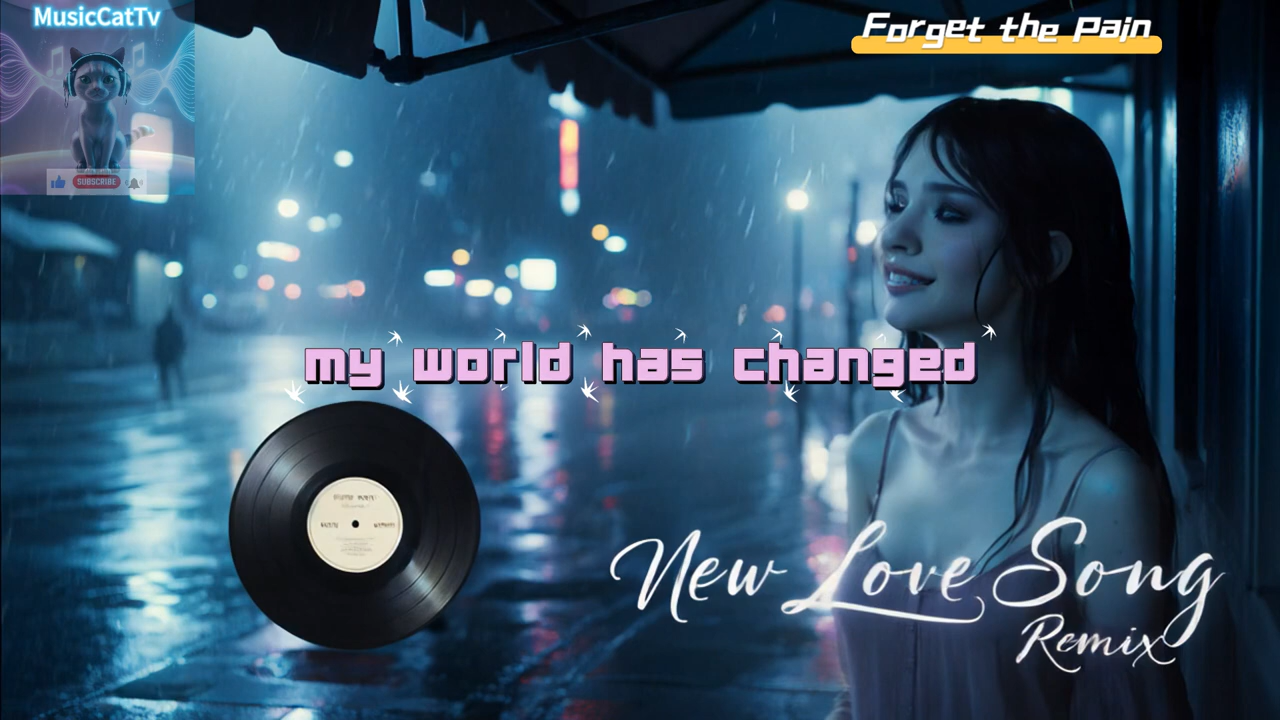 MusicCatTv
Forget the Pain
SUBSCRIBE
my world has changed
New Love Song
Remix